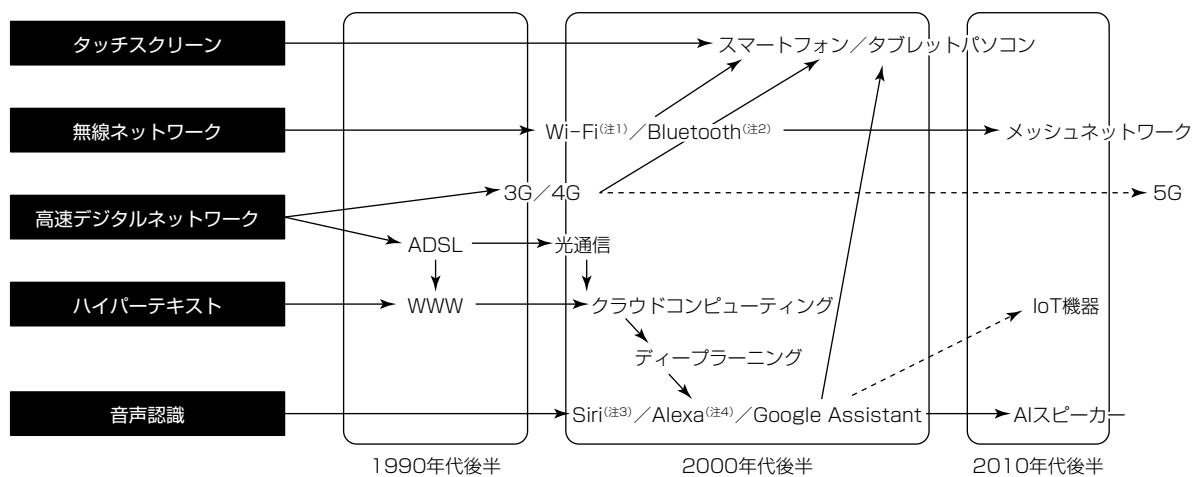 タッチスクリーン
スマートフォン／タブレットパソコン
無線ネットワーク
Wi-Fi(注1)／Bluetooth(注2)
メッシュネットワーク
3G／4G
5G
高速デジタルネットワーク
ADSL
光通信
ハイパーテキスト
WWW
クラウドコンピューティング
IoT機器
ディープラーニング
音声認識
Siri(注3)／Alexa(注4)／Google Assistant
AIスピーカー
1990年代後半
2000年代後半
2010年代後半